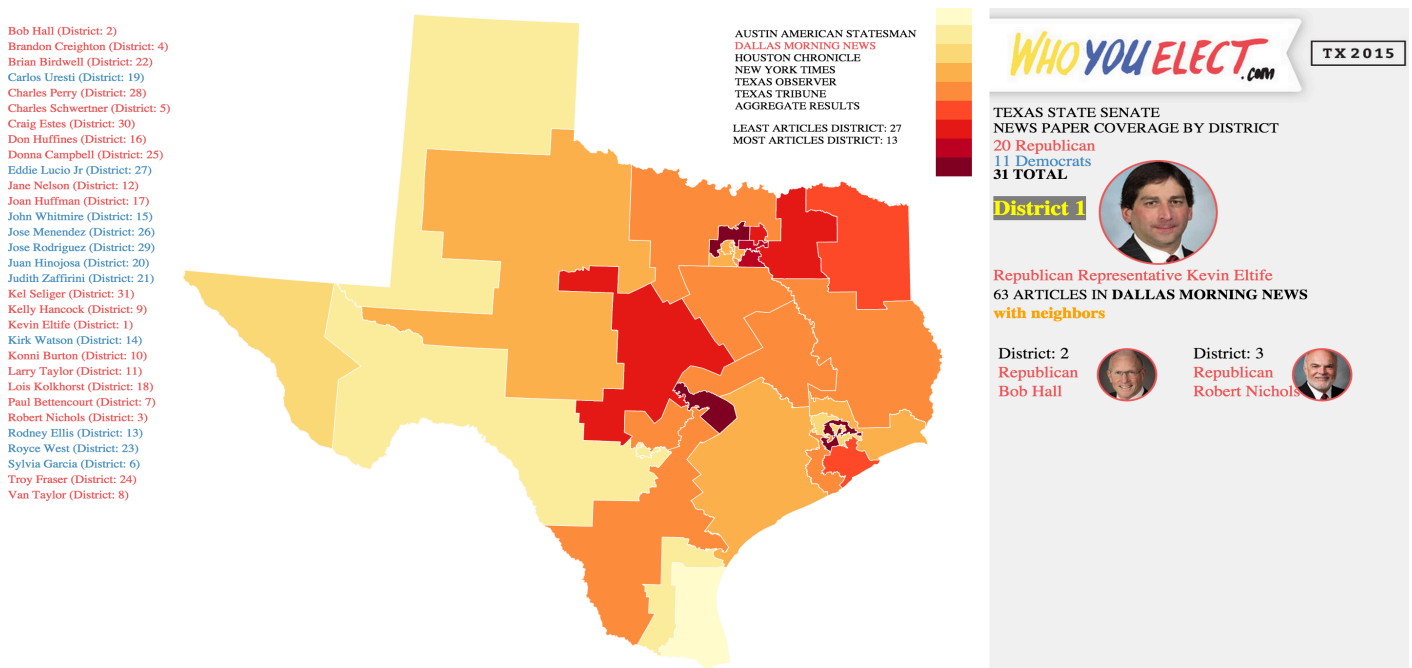 Bob Hall (District: 2)
Brandon Creighton (District: 4)
Brian Birdwell (District: 22)
Carlos Uresti (District: 19)
Charles Perry (District: 28)
Charles Schwertner (District: 5)
Craig Estes (District: 30)
Don Huffines (District: 16)
Donna Campbell (District: 25)
Eddie Lucio Jr (District: 27)
Jane Nelson (District: 12)
Joan Huffman (District: 17)
John Whitmire (District: 15)
Jose Menendez (District: 26)
Jose Rodriguez (District: 29)
Juan Hinojosa (District: 20)
Judith Zaffirini (District: 21)
Kel Seliger (District: 31)
Kelly Hancock (District: 9)
Kevin Eltife (District: 1)
Kirk Watson (District: 14)
Konni Burton (District: 10)
Larry Taylor (District: 11)
Lois Kolkhorst (District: 18)
Paul Bettencourt (District: 7)
Robert Nichols (District: 3)
Rodney Ellis (District: 13)
Royce West (District: 23)
Sylvia Garcia (District: 6)
Troy Fraser (District: 24)
Van Taylor (District: 8)
AUSTIN AMERICAN STATESMAN
DALLAS MORNING NEWS
HOUSTON CHRONICLE
NEW YORK TIMES
TEXAS OBSERVER
TEXAS TRIBUNE
AGGREGATE RESULTS
LEAST ARTICLES DISTRICT: 27
MOST ARTICLES DISTRICT: 13
WHO YOU ELECT.com
TX 2015
TEXAS STATE SENATE
NEWS PAPER COVERAGE BY DISTRICT
20 Republican
11 Democrats
31 TOTAL
District 1
Republican Representative Kevin Eltife
63 ARTICLES IN DALLAS MORNING NEWS
with neighbors
District: 2
Republican
Bob Hall
District: 3
Republican
Robert Nichols